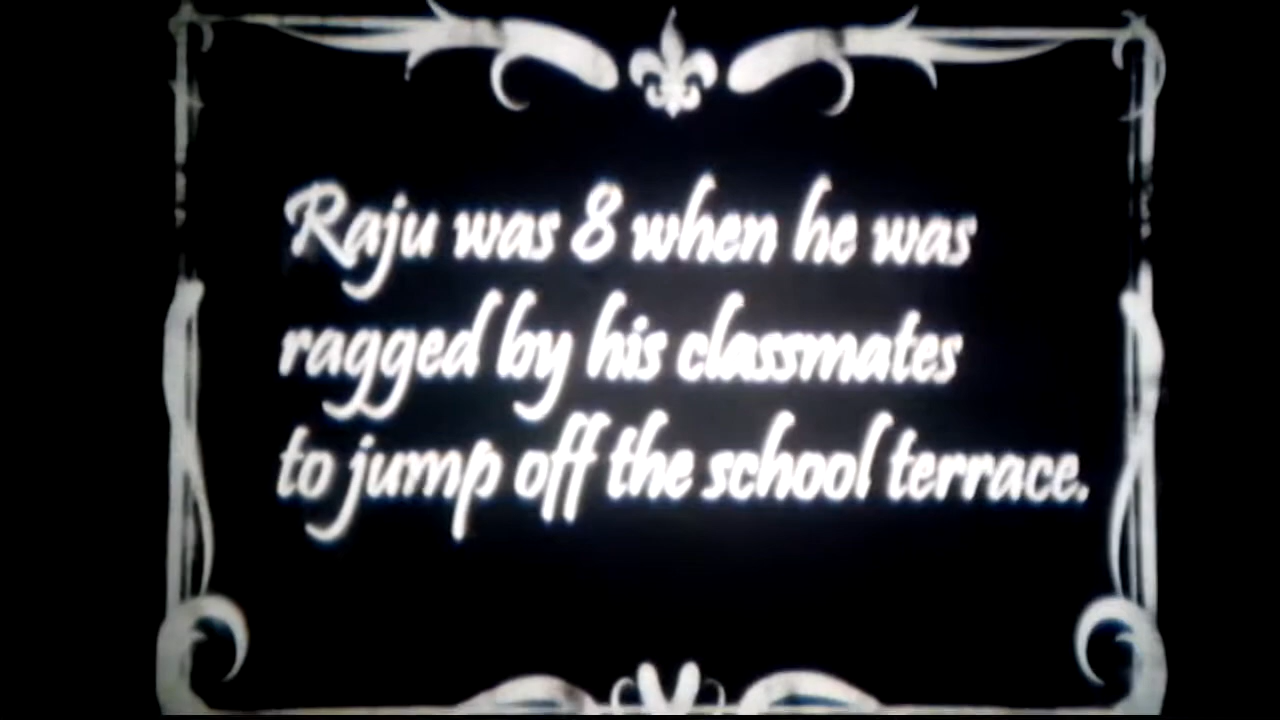 Raju was 8 when he was
ragged by his classmates
to jump off the school terrace.